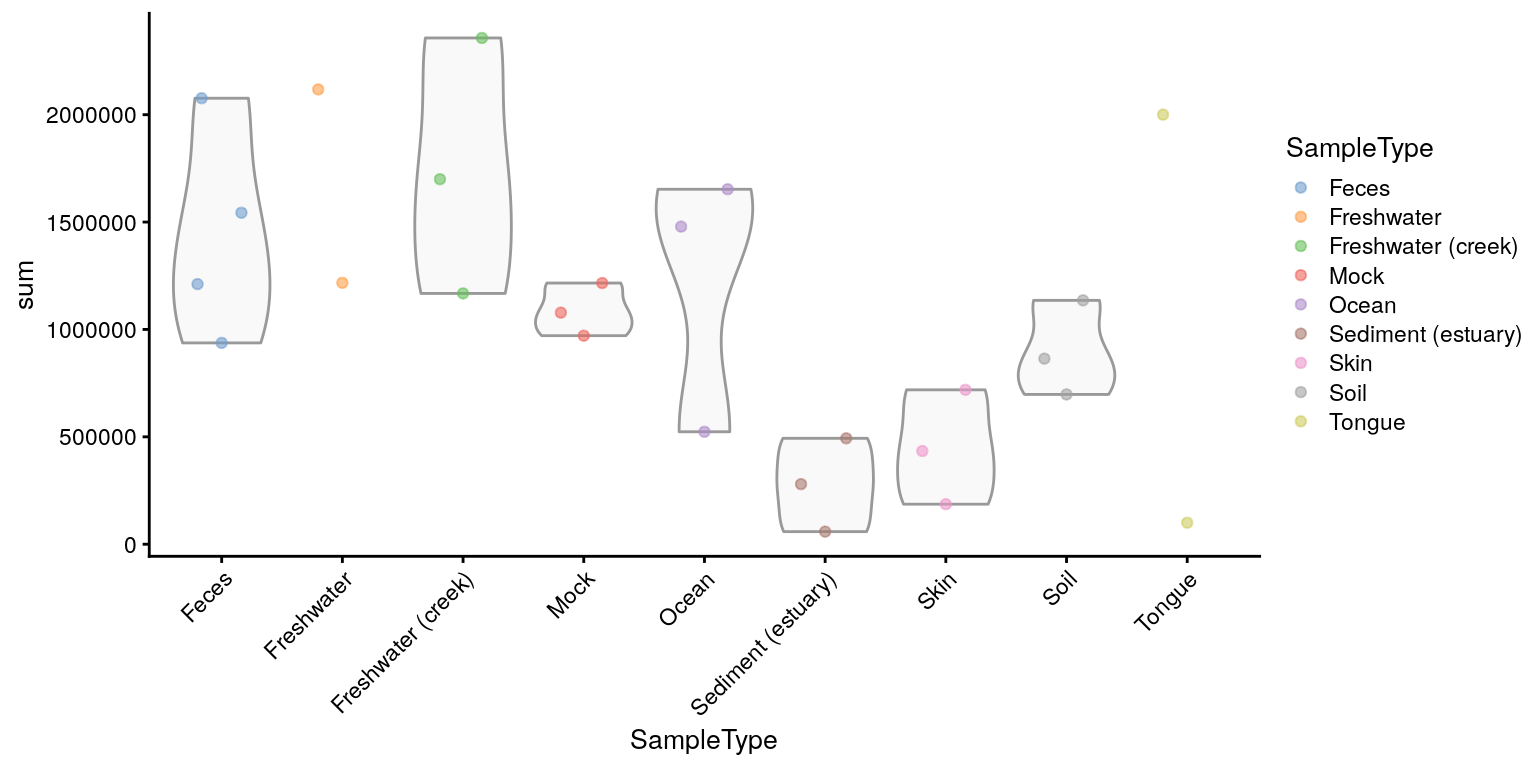 sum
2000000
1500000
1000000
500000
0
Feces
Freshwater
Freshwater (creek)
Mock
Ocean
Sediment (estuary)
Skin
Soil
Tongue
SampleType
SampleType
Feces
Freshwater
Freshwater (creek)
Mock
Ocean
Sediment (estuary)
Skin
Soil
Tongue